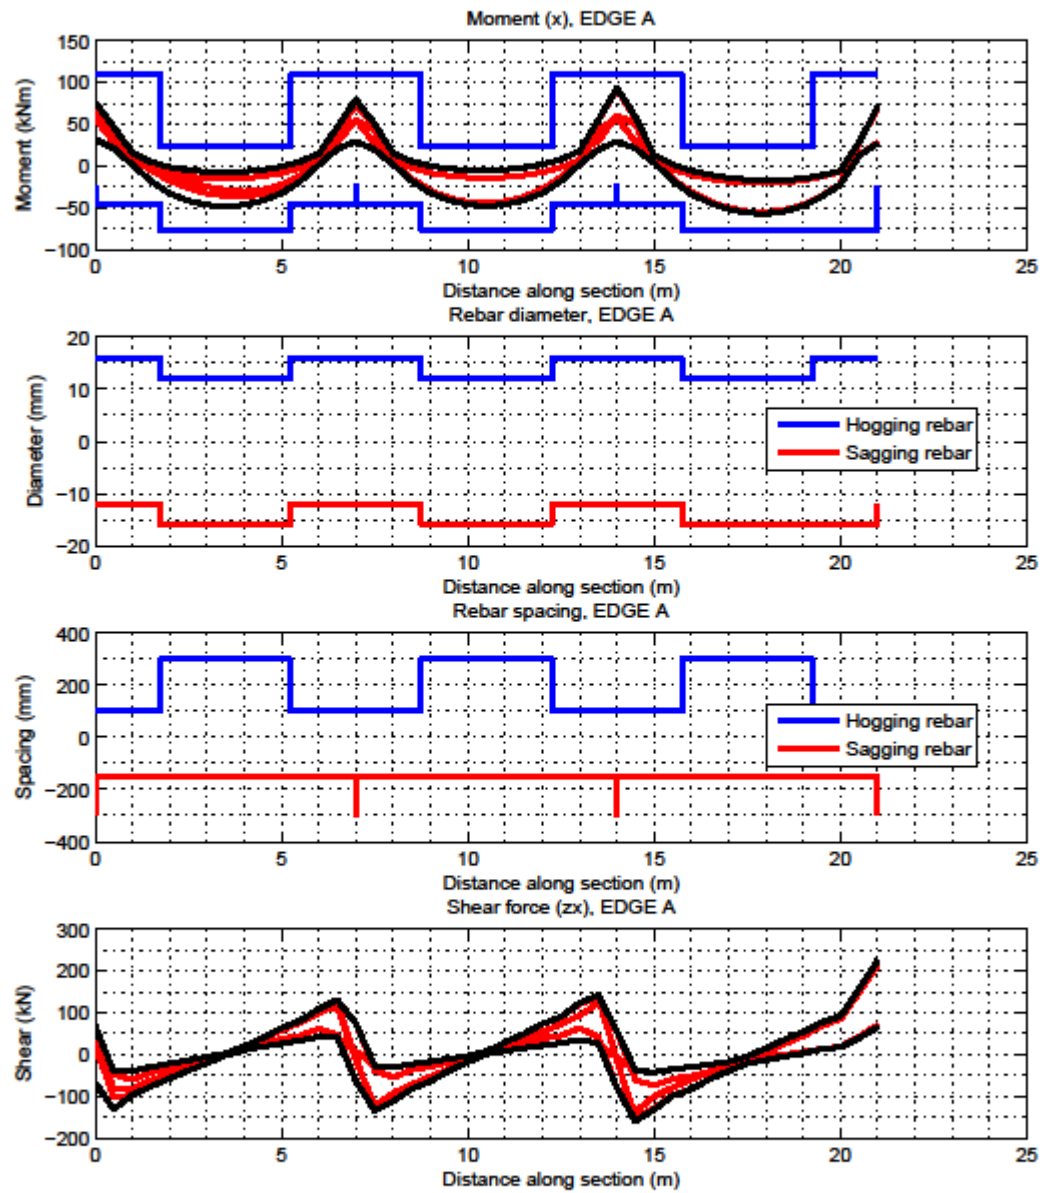 Moment (x), EDGE A
150
100
50
0
−50
−100
Moment (kNm)
0 5 10 15 20 25
Distance along section (m)
Rebar diameter, EDGE A
20
10
0
−10
−20
Diameter (mm)
Hogging rebar
Sagging rebar
0 5 10 15 20 25
Distance along section (m)
Rebar spacing, EDGE A
400
200
0
−200
−400
Spacing (mm)
Hogging rebar
Sagging rebar
0 5 10 15 20 25
Distance along section (m)
Shear force (zx), EDGE A
300
200
100
0
−100
−200
Shear (kN)
0 5 10 15 20 25
Distance along section (m)